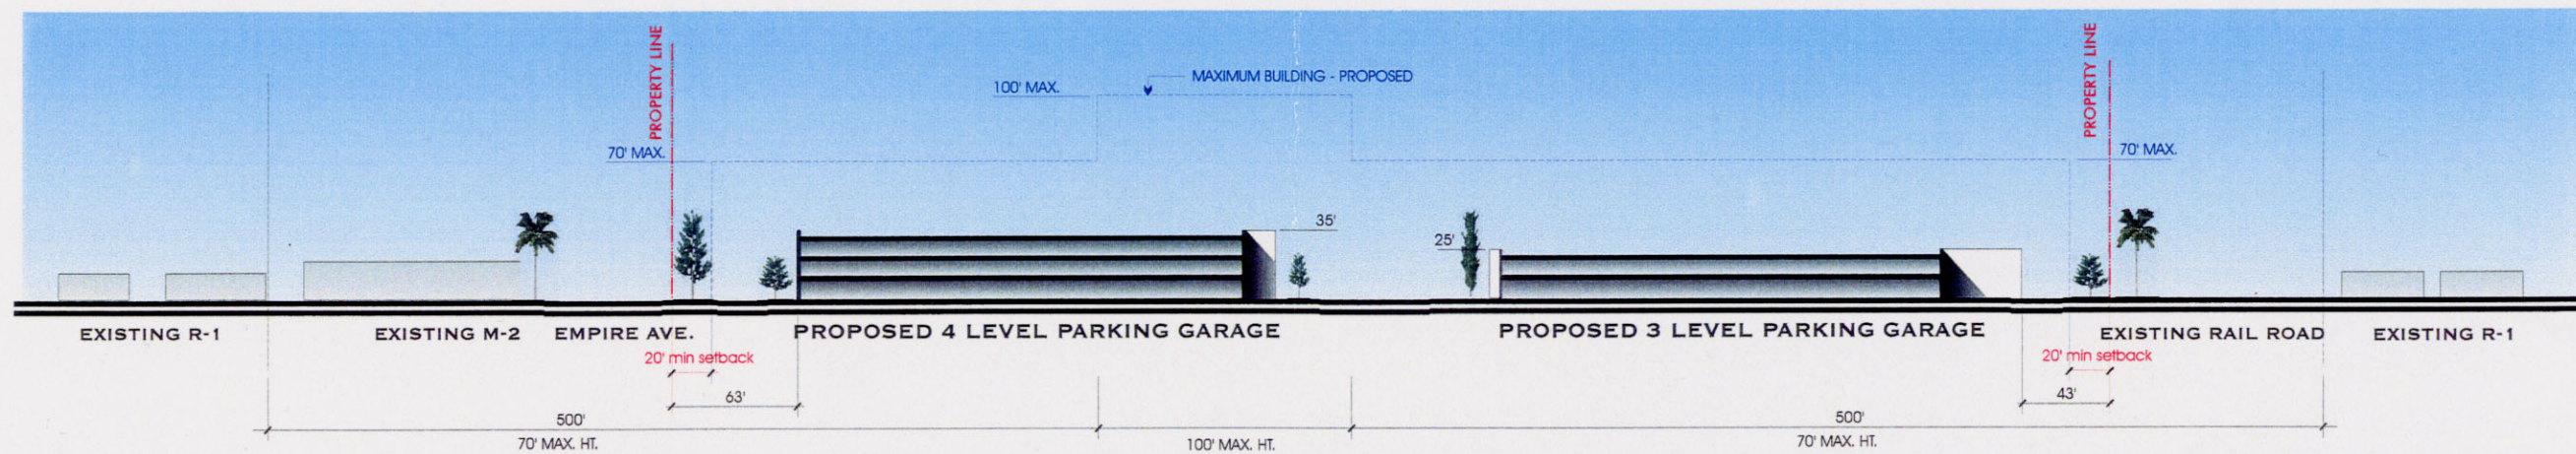 PROPERTY LINE
PROPERTY LINE
100' MAX.
MAXIMUM BUILDING - PROPOSED
70' MAX.
70' MAX.
35'
25'
EXISTING R-1
EXISTING M-2
EMPIRE AVE.
PROPOSED 4 LEVEL PARKING GARAGE
PROPOSED 3 LEVEL PARKING GARAGE
EXISTING RAIL ROAD
EXISTING R-1
20' min setback
20' min setback
63'
43'
500'
500'
70' MAX. HT.
100' MAX. HT.
70' MAX. HT.